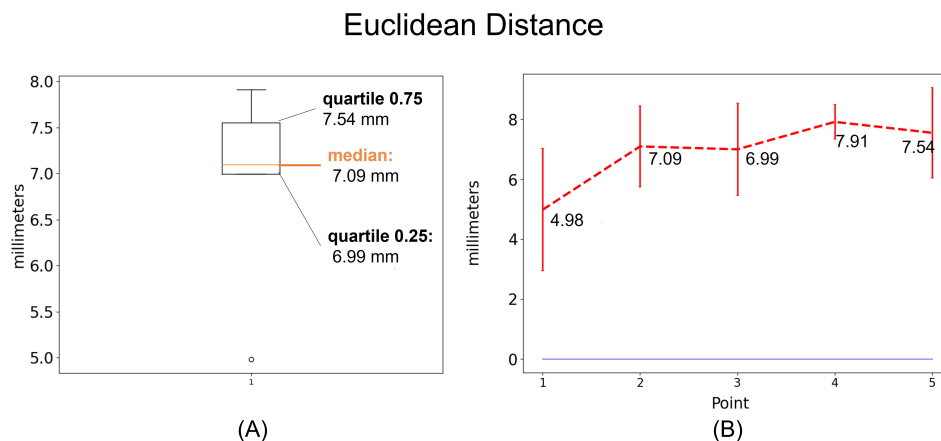 Euclidean Distance
8.0
7.5
7.0
6.5
6.0
5.5
5.0
millimeters
quartile 0.75
7.54 mm
median:
7.09 mm
quartile 0.25:
6.99 mm
1
(A)
8
6
4
2
0
millimeters
4.98
7.09
6.99
7.91
7.54
1 2 3 4 5
Point
(B)